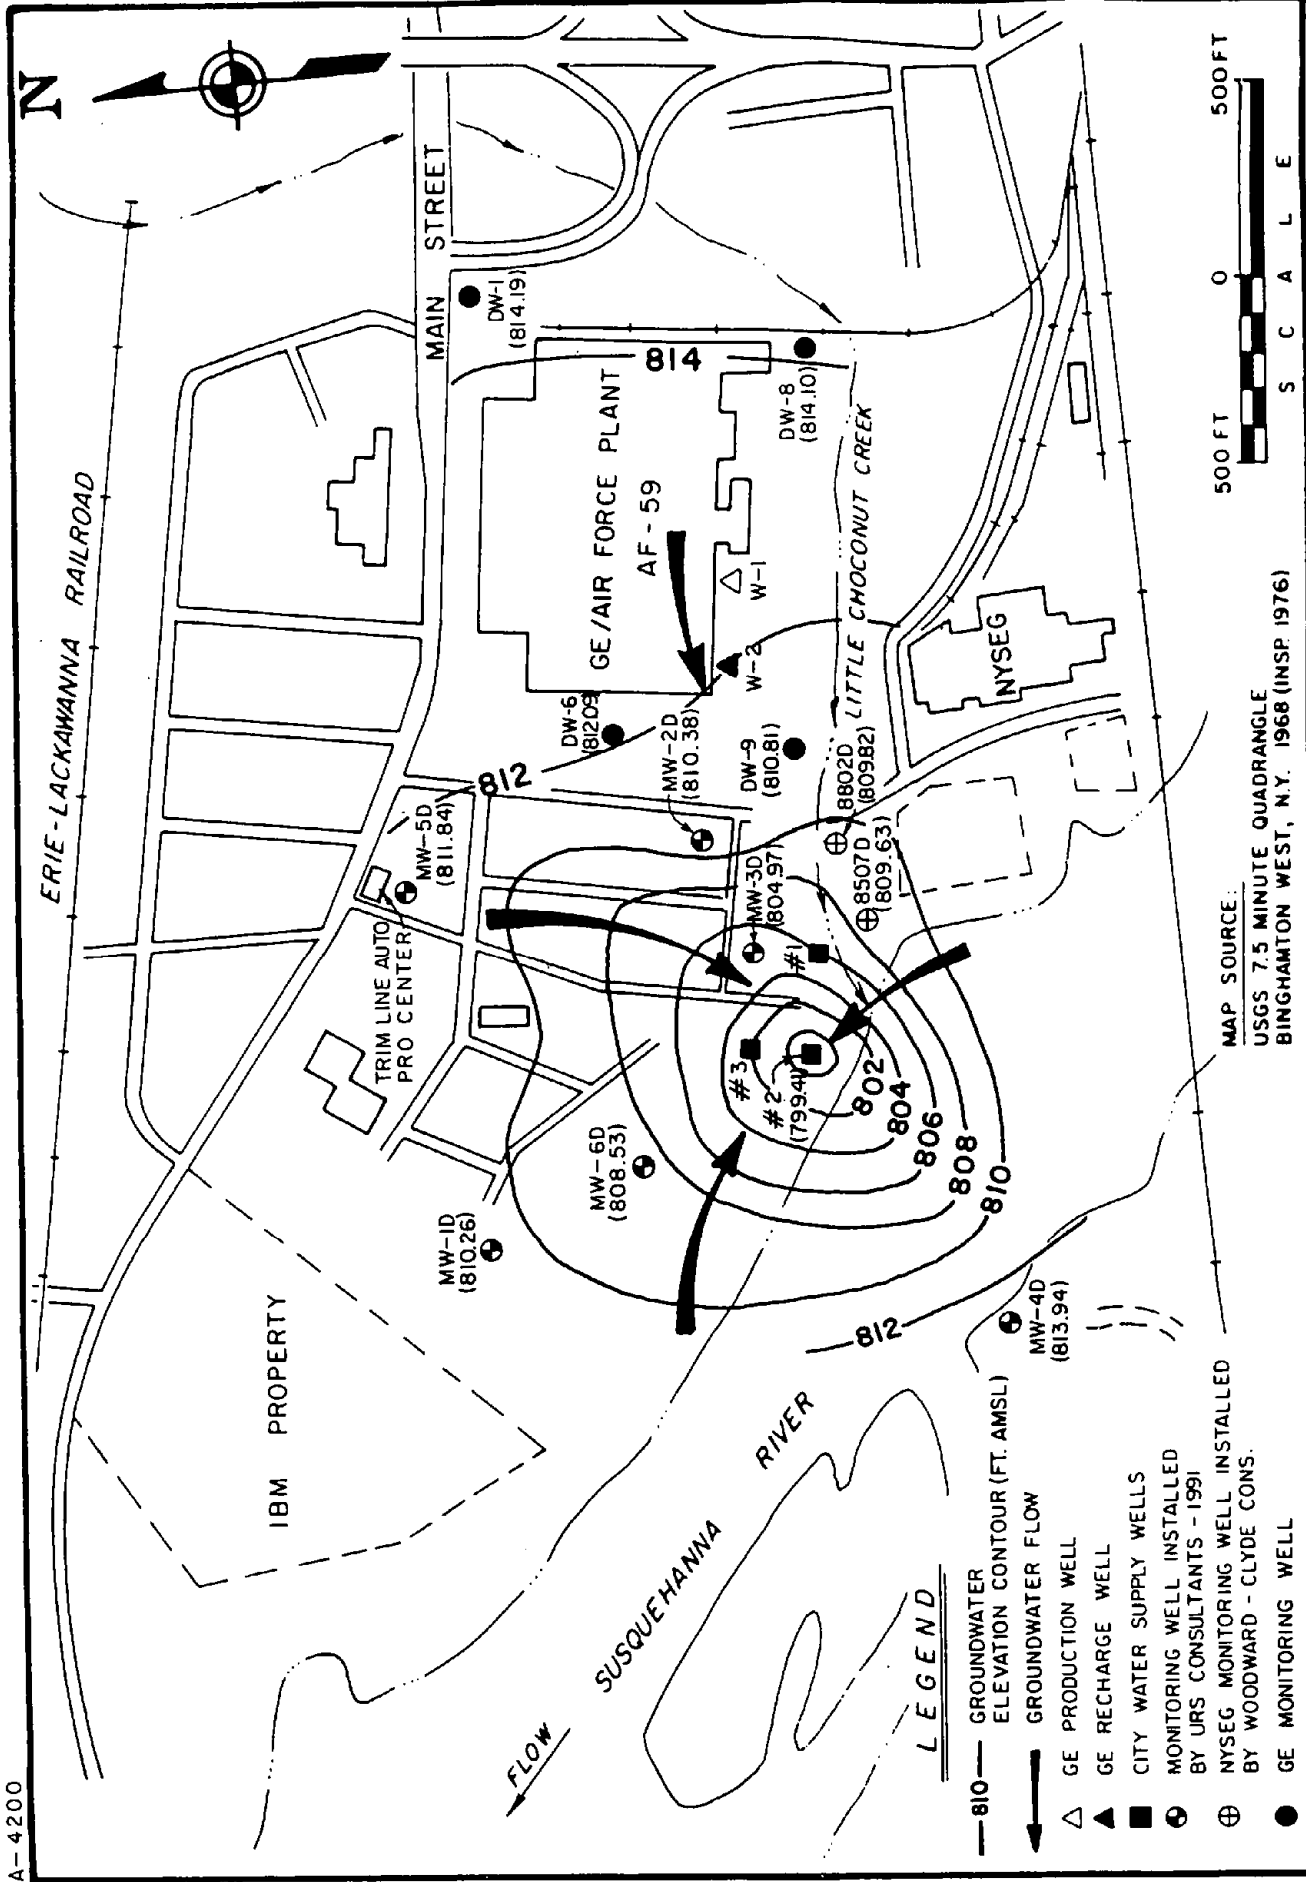 A-4200
N
ERIE-LACKAWANNA RAILROAD
MAIN STREET
IBM PROPERTY
TRIM LINE AUTO
PRO CENTER
MW-5D
(811.84)
MW-1D
(810.26)
MW-6D
(808.53)
812
DW-6
(812.09)
MW-2D
(810.38)
DW-9
(810.81)
MW-3D
(804.97)
8802D
(809.82)
8507D
(809.63)
GE/AIR FORCE PLANT
AF-59
W-1
W-2
814
DW-1
(814.19)
DW-8
(814.10)
LITTLE CHOCONUT CREEK
NYSEG
#1
#3
#2
(799.41)
802
804
806
808
810
812
MW-4D
(813.94)
SUSQUEHANNA RIVER
FLOW
LEGEND
810 GROUNDWATER
ELEVATION CONTOUR (FT. AMSL)
GROUNDWATER FLOW
GE PRODUCTION WELL
GE RECHARGE WELL
CITY WATER SUPPLY WELLS
MONITORING WELL INSTALLED
BY URS CONSULTANTS - 1991
NYSEG MONITORING WELL INSTALLED
BY WOODWARD - CLYDE CONS.
GE MONITORING WELL
MAP SOURCE:
USGS 7.5 MINUTE QUADRANGLE
BINGHAMTON WEST, N.Y. 1968 (INSP. 1976)
500 FT 0 500 FT
SCALE